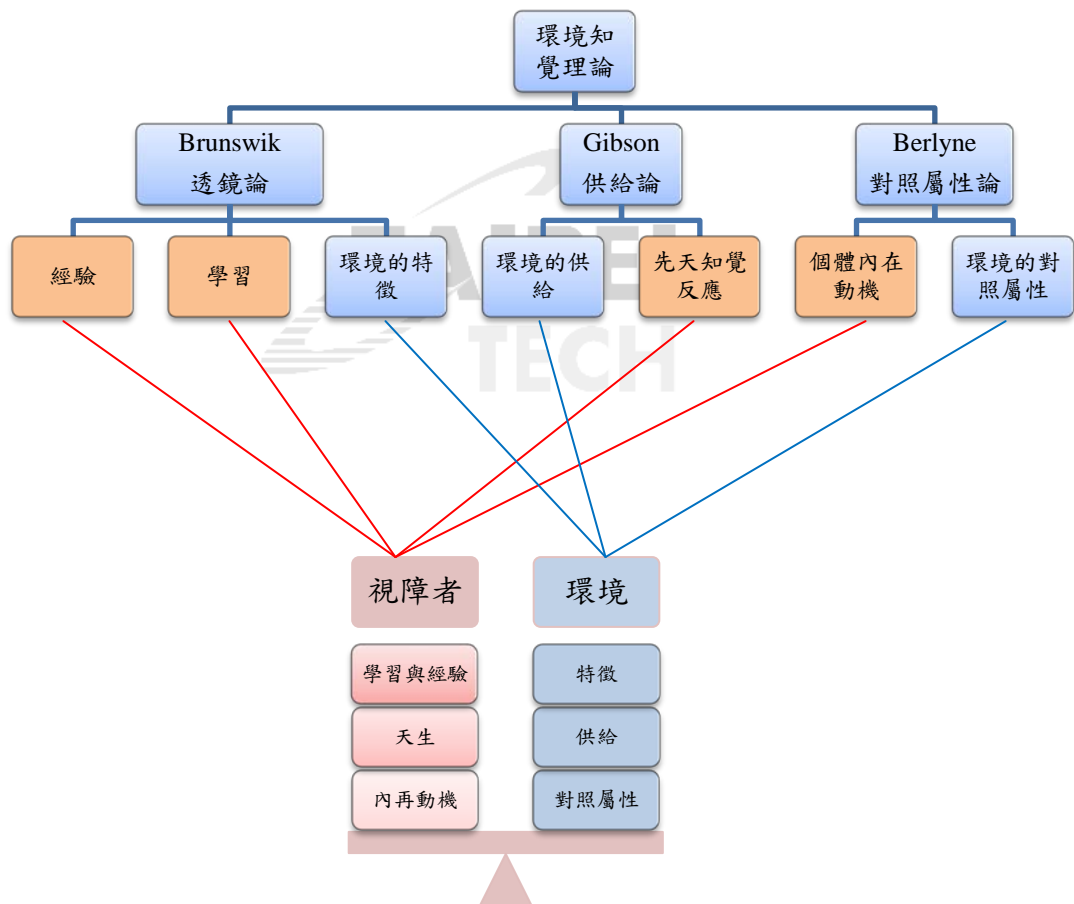 環境知
覺理論
Brunswik
透鏡論
Gibson
供給論
Berlyne
對照屬性論
經驗
學習
環境的特
徵
環境的供
給
先天知覺
反應
個體內在
動機
環境的對
照屬性
TAIPEI
TECH
視障者
環境
學習與經驗
特徵
天生
供給
內再動機
對照屬性